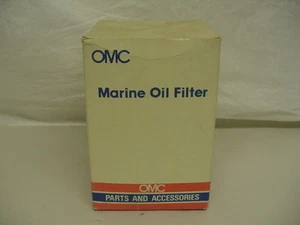 OMC
Marine Oil Filter
OMC
PARTS AND ACCESSORIES